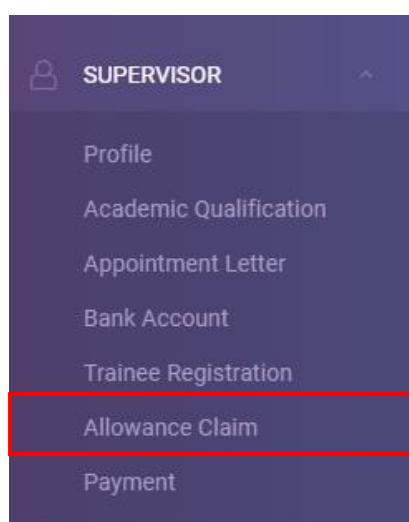 SUPERVISOR
Profile
Academic Qualification
Appointment Letter
Bank Account
Trainee Registration
Allowance Claim
Payment